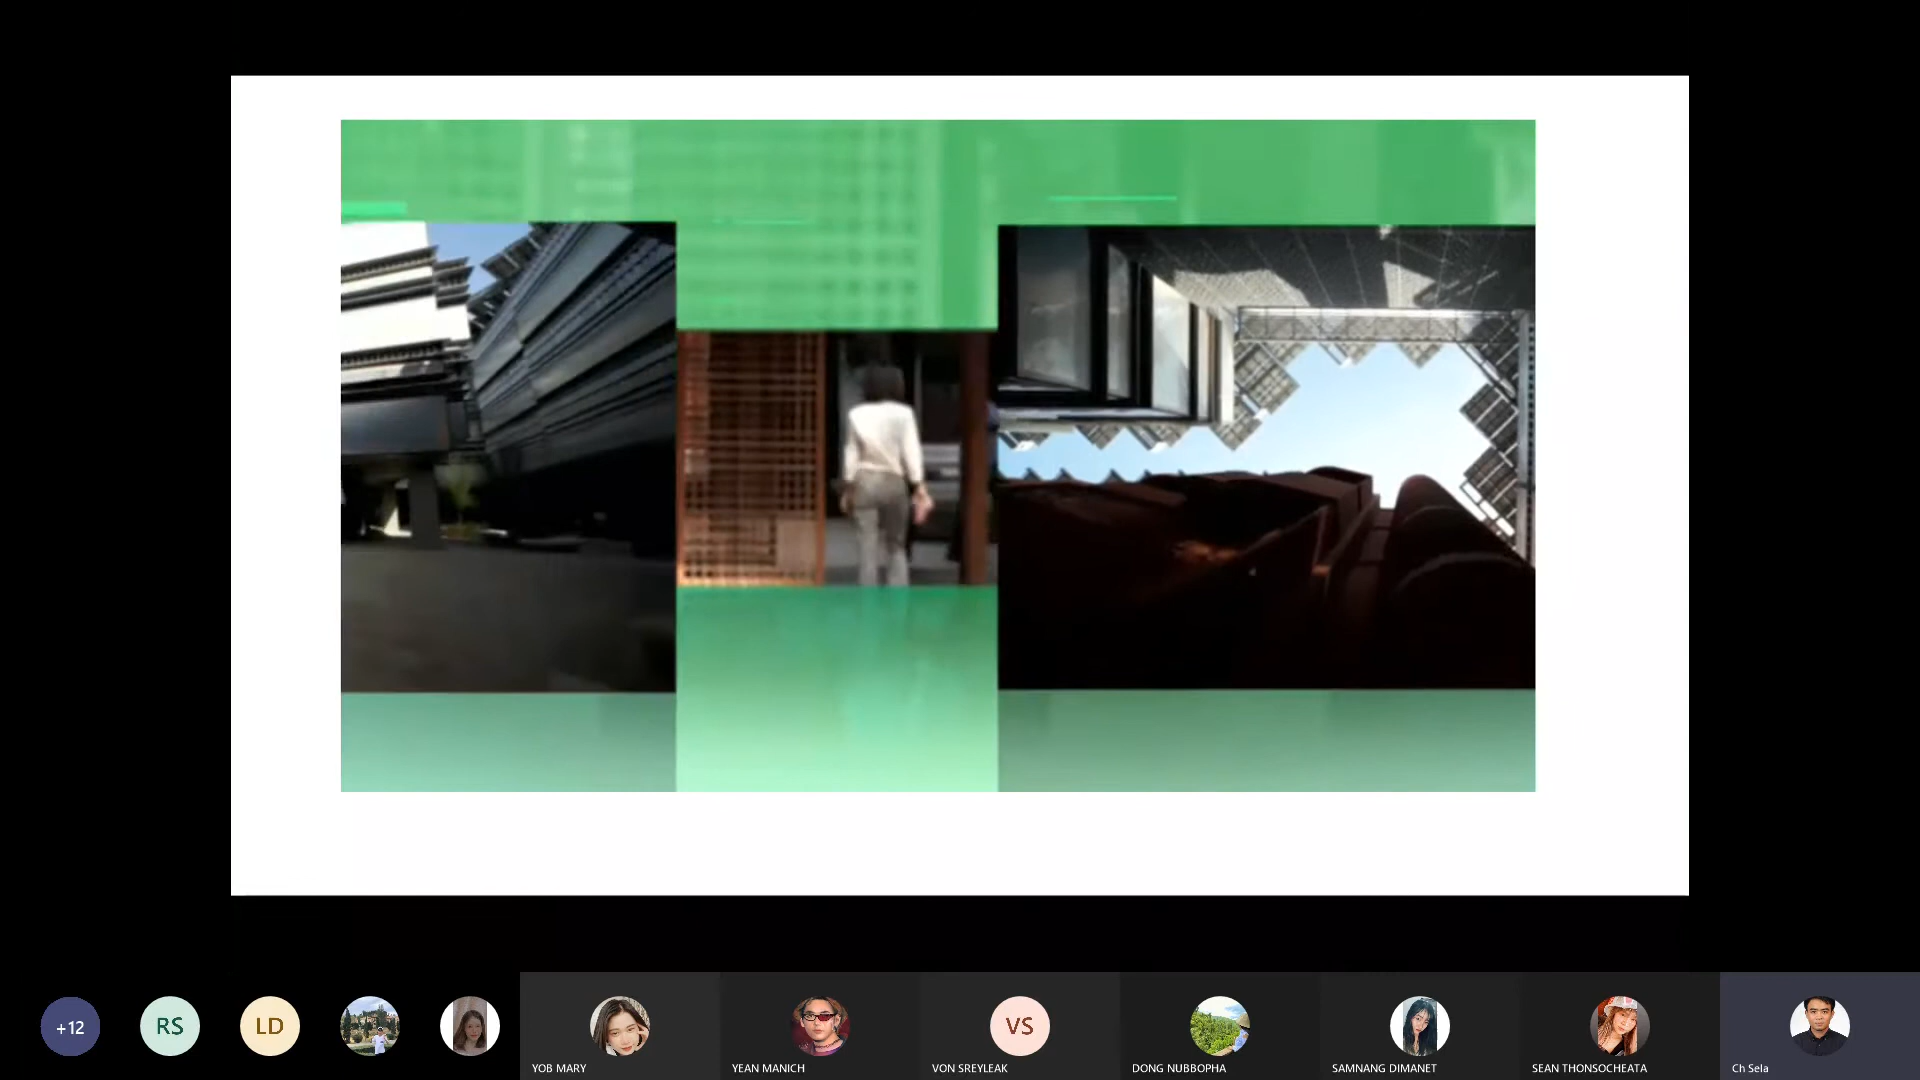 +12
RS
LD
YOB MARY
YEAN MANICH
VS
VON SREYLEAK
DONG NUBBOPHA
SAMNANG DIMANET
SEAN THONSOCHEATA
Ch Sela